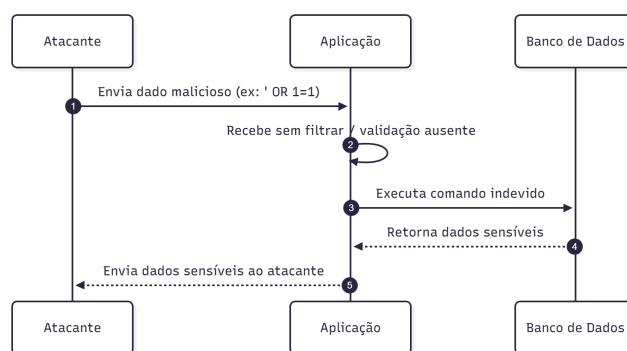 Atacante
Aplicação
Banco de Dados
Envia dado malicioso (ex: ' OR 1=1)
1
Recebe sem filtrar / validação ausente
2
Executa comando indevido
3
Retorna dados sensíveis
4
Envia dados sensíveis ao atacante
5
Atacante
Aplicação
Banco de Dados